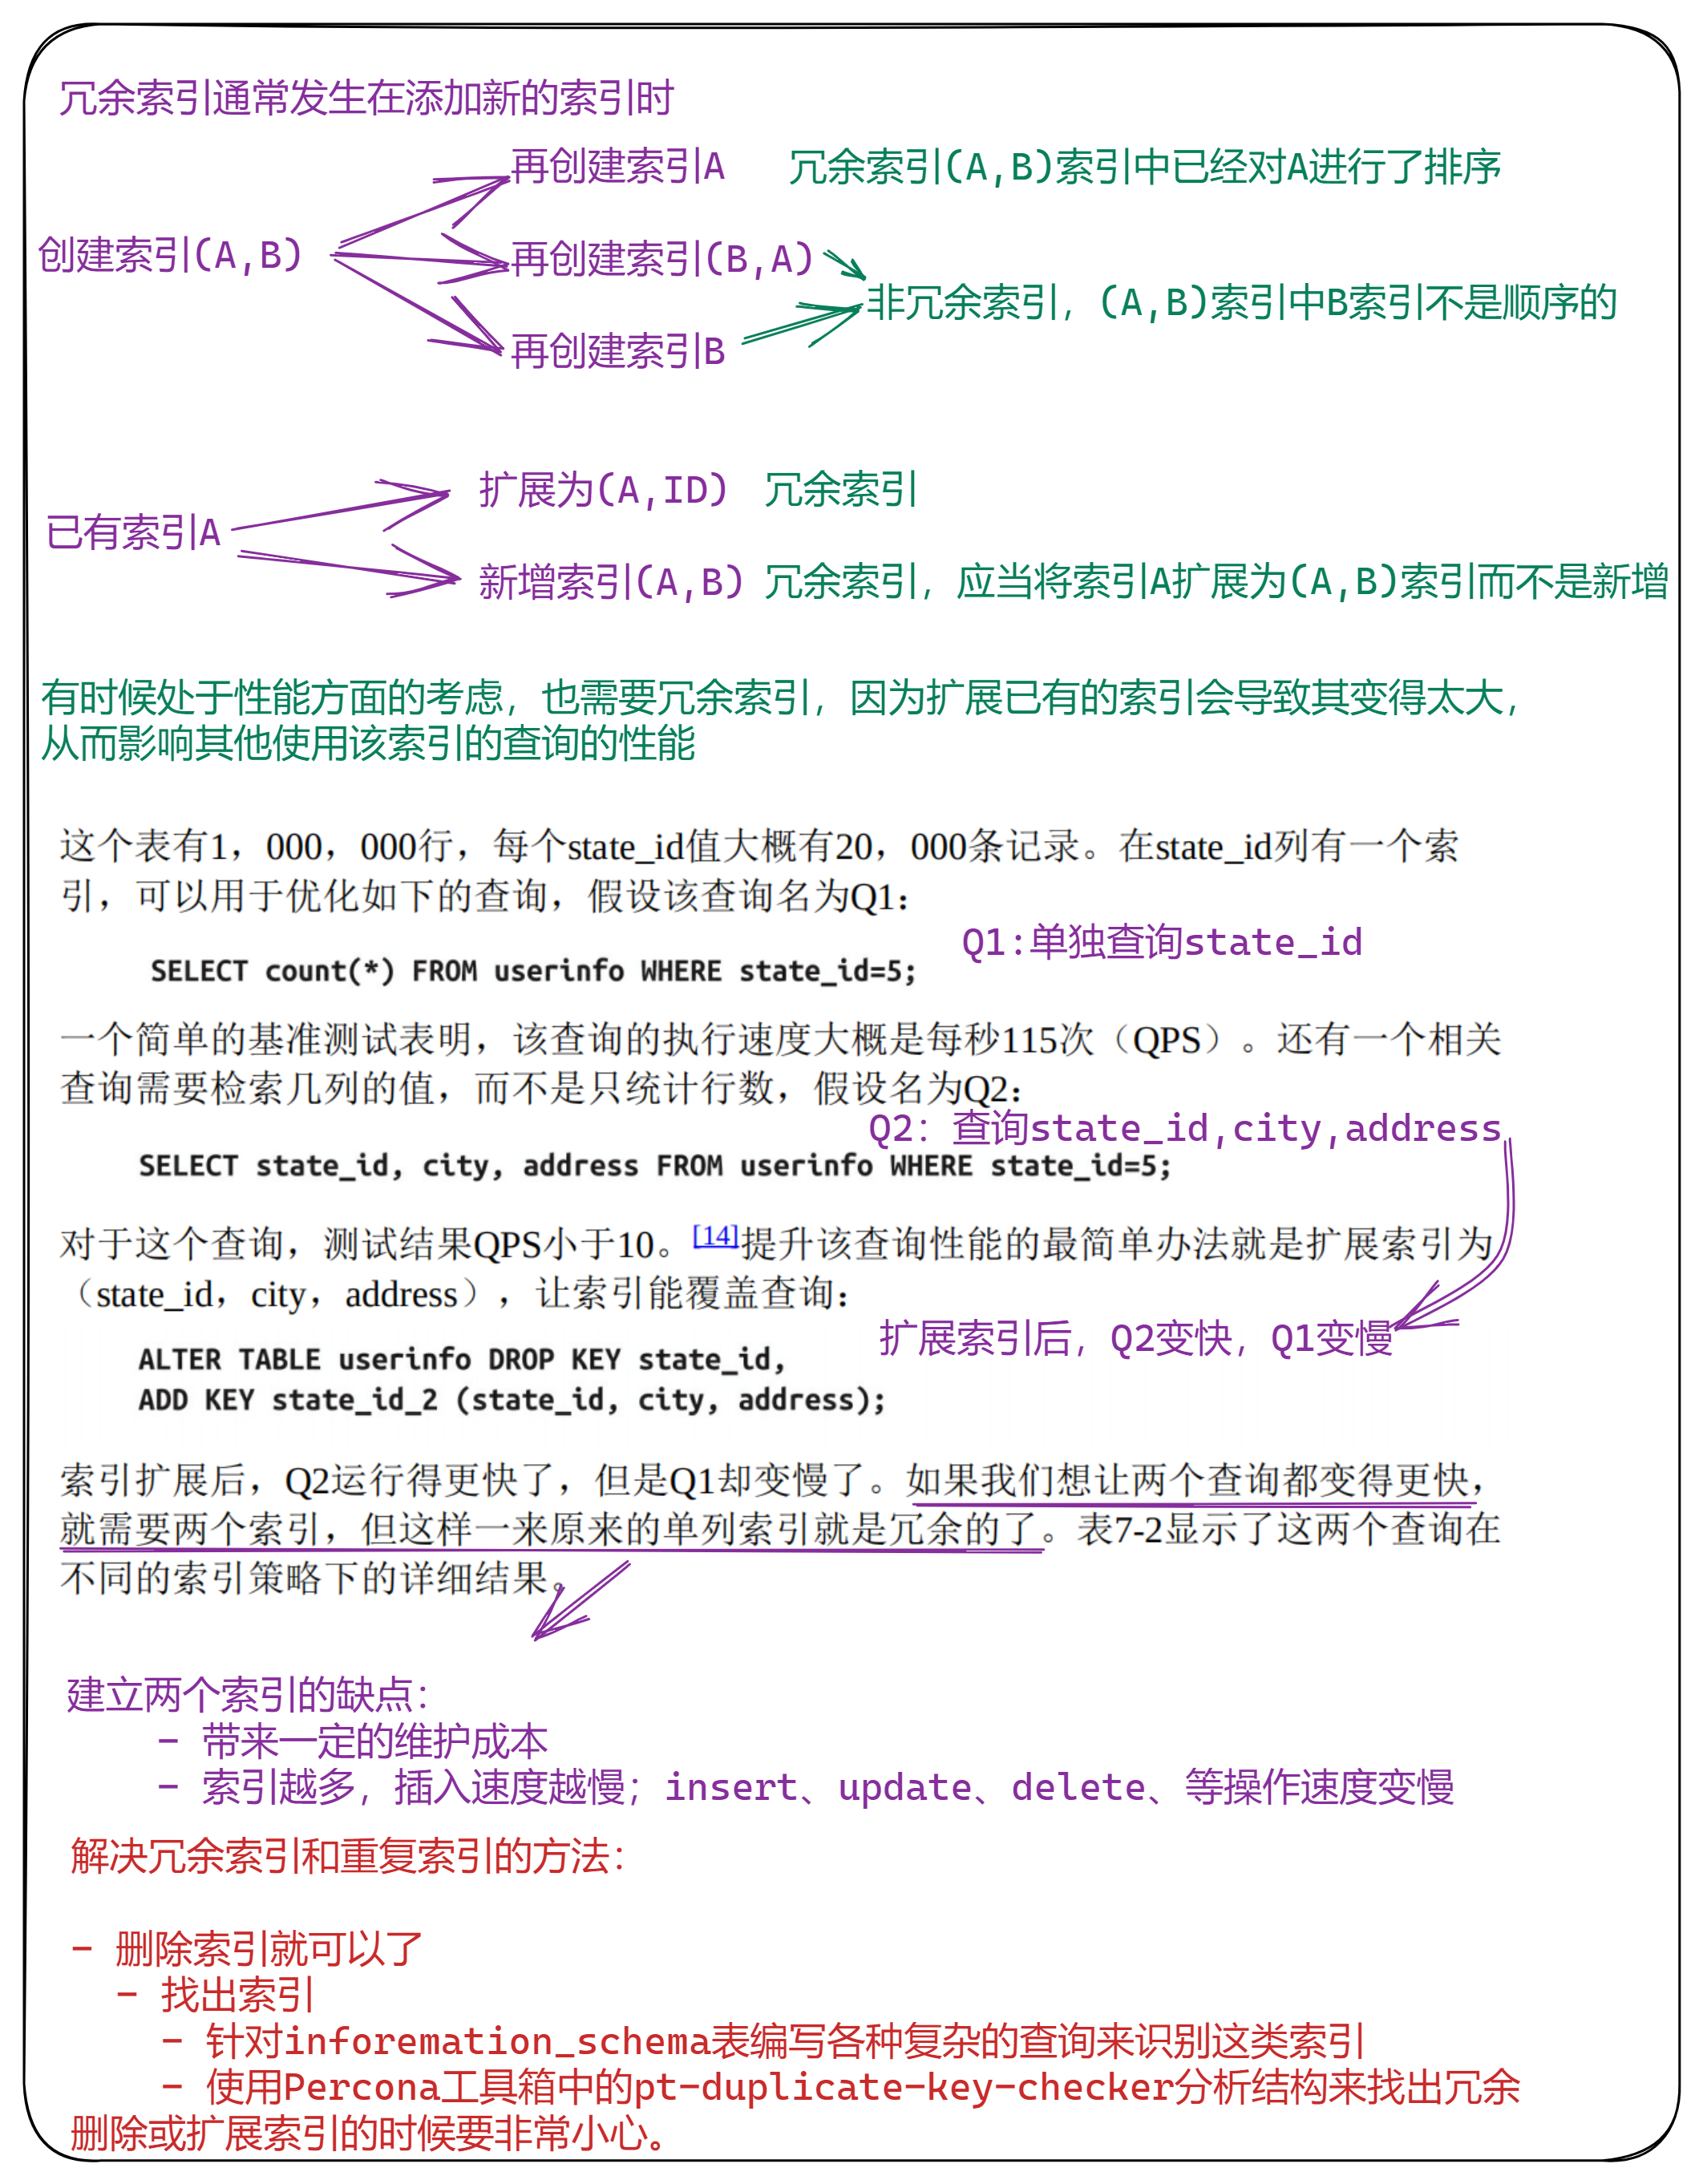 冗余索引通常发生在添加新的索引时
再创建索引A 冗余索引(A,B)索引中已经对A进行了排序
创建索引(A,B)
再创建索引(B,A)
非冗余索引，(A,B)索引中B索引不是顺序的
再创建索引B
扩展为(A,ID) 冗余索引
已有索引A
新增索引(A,B) 冗余索引，应当将索引A扩展为(A,B)索引而不是新增
有时候处于性能方面的考虑，也需要冗余索引，因为扩展已有的索引会导致其变得太大，
从而影响其他使用该索引的查询的性能
这个表有1，000，000行，每个state_id值大概有20，000条记录。在state_id列有一个索
引，可以用于优化如下的查询，假设该查询名为Q1：
Q1:单独查询state_id
SELECT count(*) FROM userinfo WHERE state_id=5;
一个简单的基准测试表明，该查询的执行速度大概是每秒115次（QPS）。还有一个相关
查询需要检索几列的值，而不是只统计行数，假设名为Q2：
Q2：查询state_id,city,address
SELECT state_id, city, address FROM userinfo WHERE state_id=5;
对于这个查询，测试结果QPS小于10。[14]提升该查询性能的最简单办法就是扩展索引为
（state_id，city，address），让索引能覆盖查询：
扩展索引后，Q2变快，Q1变慢
ALTER TABLE userinfo DROP KEY state_id,
ADD KEY state_id_2 (state_id, city, address);
索引扩展后，Q2运行得更快了，但是Q1却变慢了。如果我们想让两个查询都变得更快，
就需要两个索引，但这样一来原来的单列索引就是冗余的了。表7-2显示了这两个查询在
不同的索引策略下的详细结果。
建立两个索引的缺点：
- 带来一定的维护成本
- 索引越多，插入速度越慢；insert、update、delete、等操作速度变慢
解决冗余索引和重复索引的方法：
- 删除索引就可以了
- 找出索引
- 针对inforemation_schema表编写各种复杂的查询来识别这类索引
- 使用Percona工具箱中的pt-duplicate-key-checker分析结构来找出冗余
删除或扩展索引的时候要非常小心。